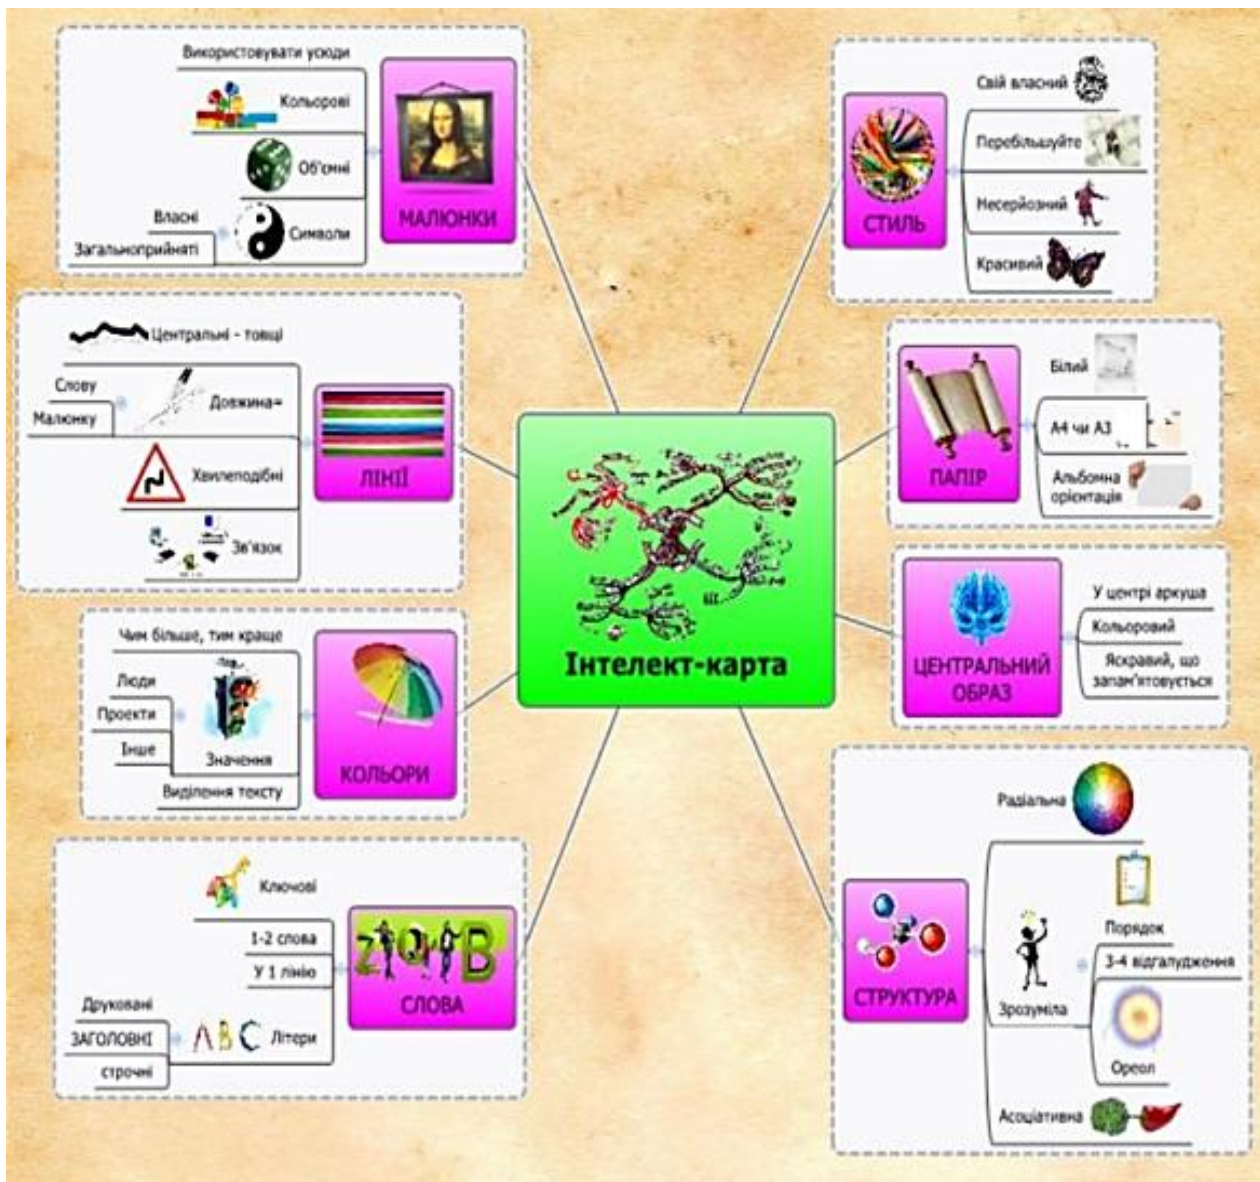 Використовувати усюди
Кольорові
Об'ємні
Власні
Символи
Загальноприйняті
МАЛЮНКИ
Свій власний
Перебільшуйте
Несерйозний
Красивий
СТИЛЬ
Центральні - товщі
Слову
Довжина=
Малюнку
Хвилеподібні
Зв'язок
ЛІНІЇ
Білий
А4 чи А3
Альбомна
орієнтація
ПАПІР
Інтелект-карта
У центрі аркуша
Кольоровий
Яскравий, що
запам'ятовується
ЦЕНТРАЛЬНИЙ
ОБРАЗ
Чим більше, тим краще
Люди
Проекти
Інше
Значення
Виділення тексту
КОЛЬОРИ
Ключові
1-2 слова
У 1 лінію
Друковані
ЗАГОЛОВНІ
строчні
A B C
Літери
СЛОВА
Радіальна
Порядок
3-4 відгалудження
Зрозуміла
Ореол
Асоціативна
СТРУКТУРА